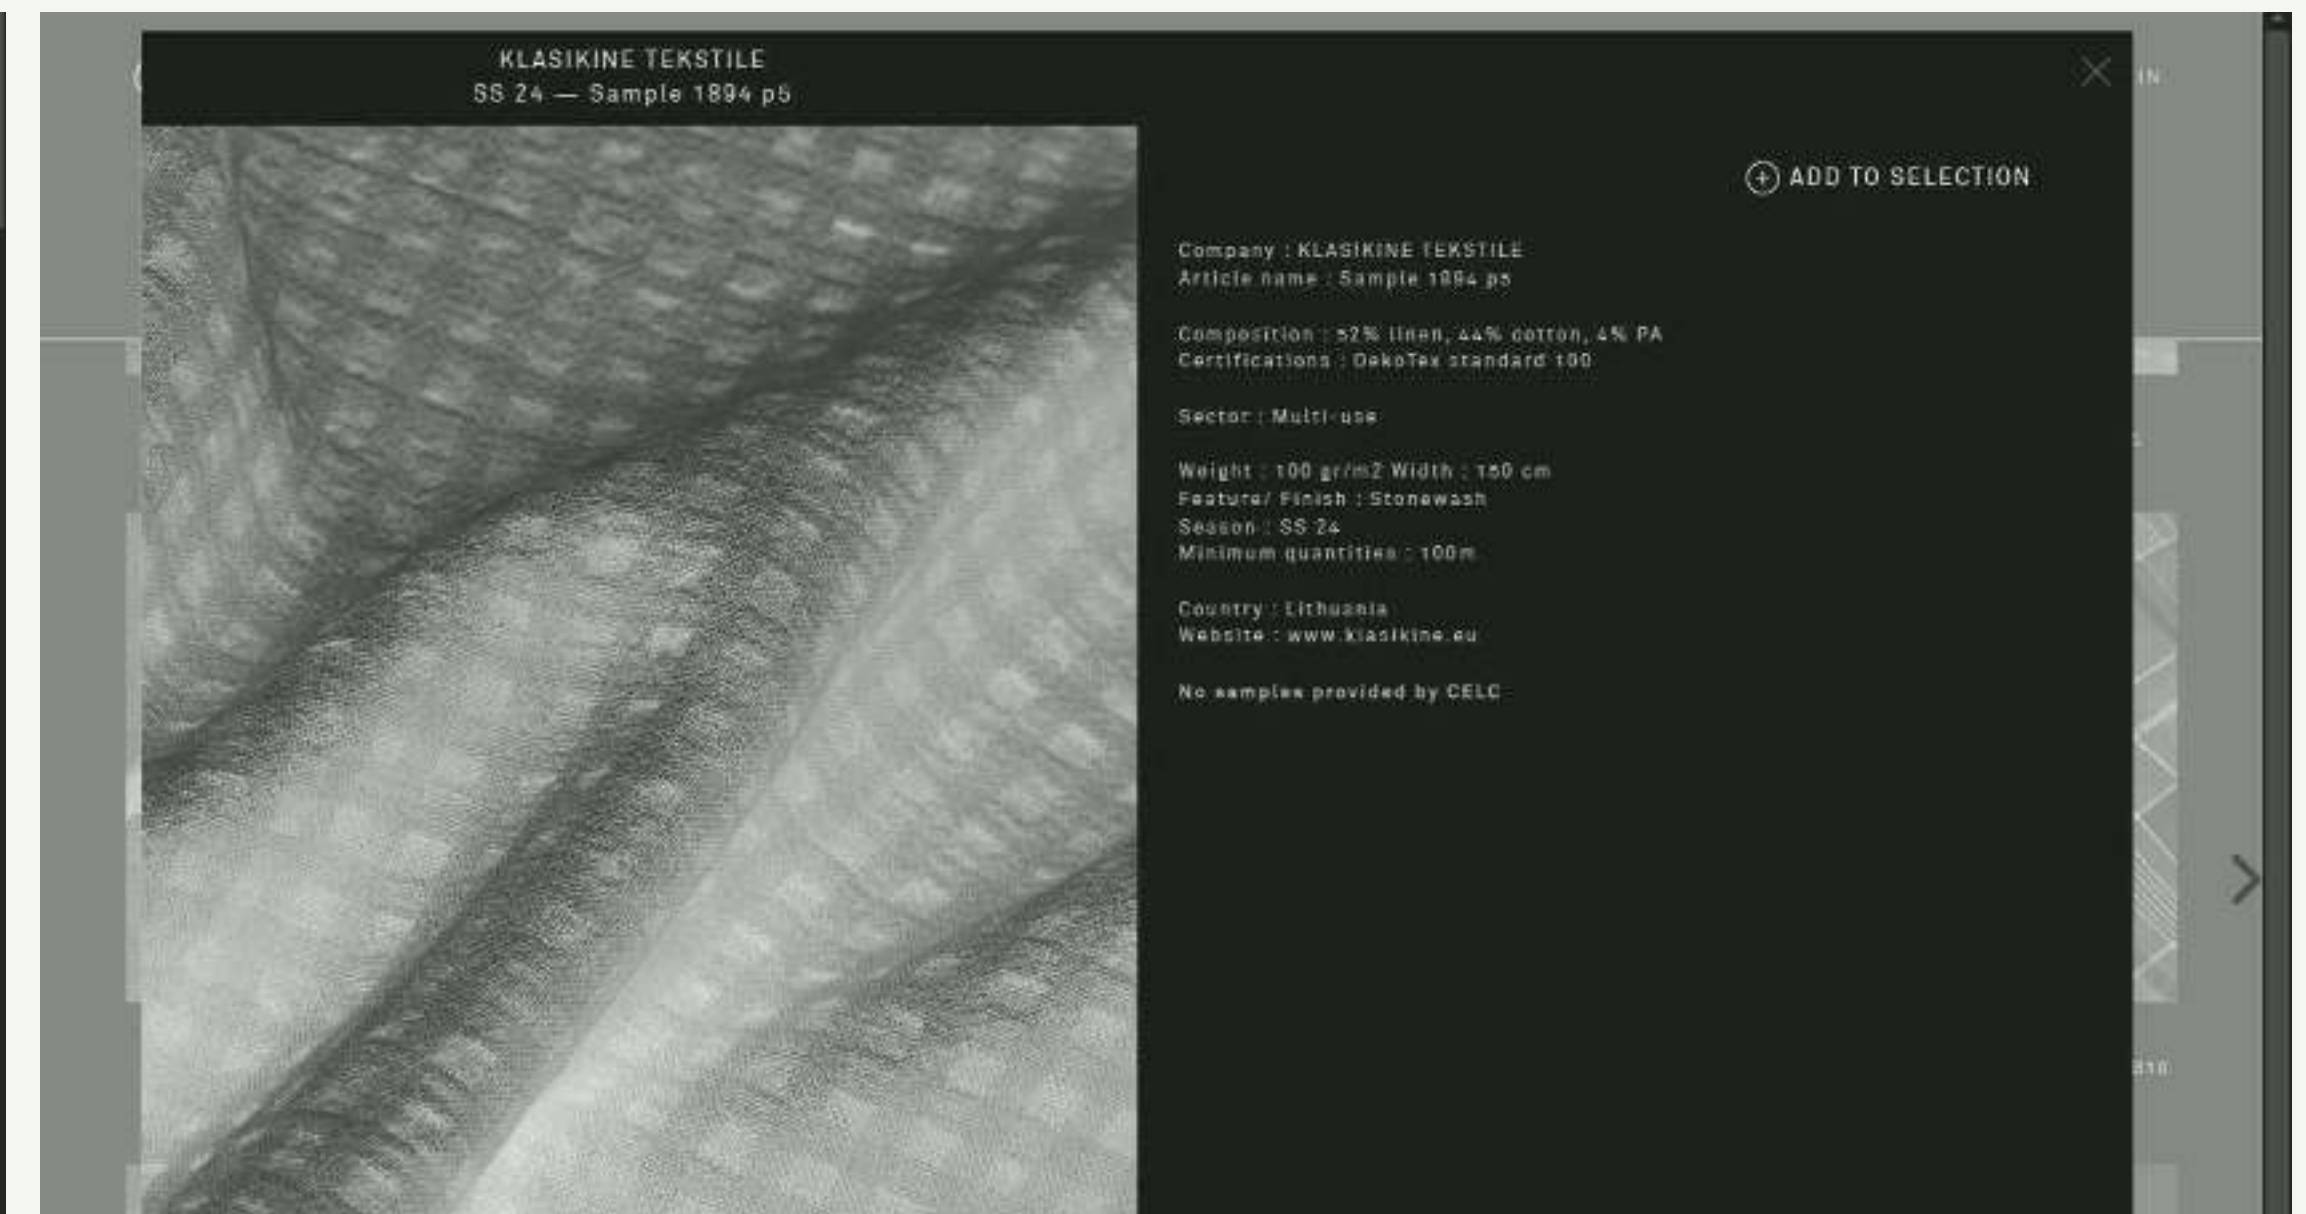 KLASIKINE TEKSTILE
SS 24 — Sample 1894 p5
IN
ADD TO SELECTION
Company : KLASIKINE TEKSTILE
Article name : Sample 1894 p5
Composition : 52% linen, 44% cotton, 4% PA
Certifications : OekoTex standard 100
Sector : Multi-use
Weight : 100 gr/m2 Width : 150 cm
Feature/ Finish : Stonewash
Season : SS 24
Minimum quantities : 100m
Country : Lithuania
Website : www.klasikine.eu
No samples provided by CELC